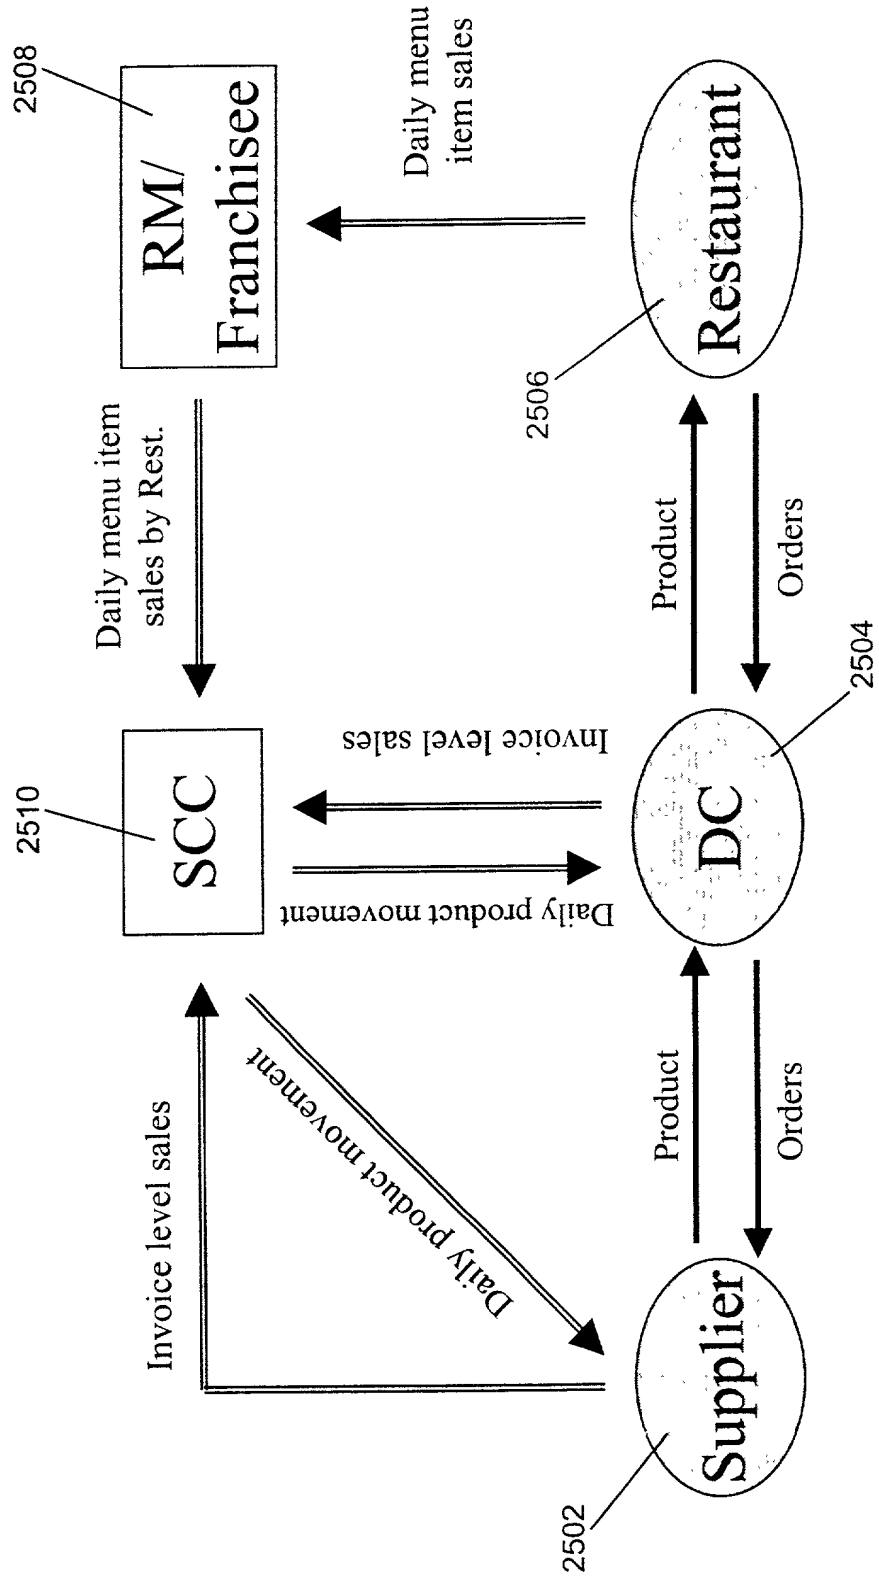 2510
SCC
Daily menu item
sales by Rest.
2508
RM/
Franchisee
Invoice level sales
Daily product movement
Daily product movement
Invoice level sales
Daily menu
item sales
2502
Supplier
Product
Orders
DC
2504
Product
Orders
2506
Restaurant